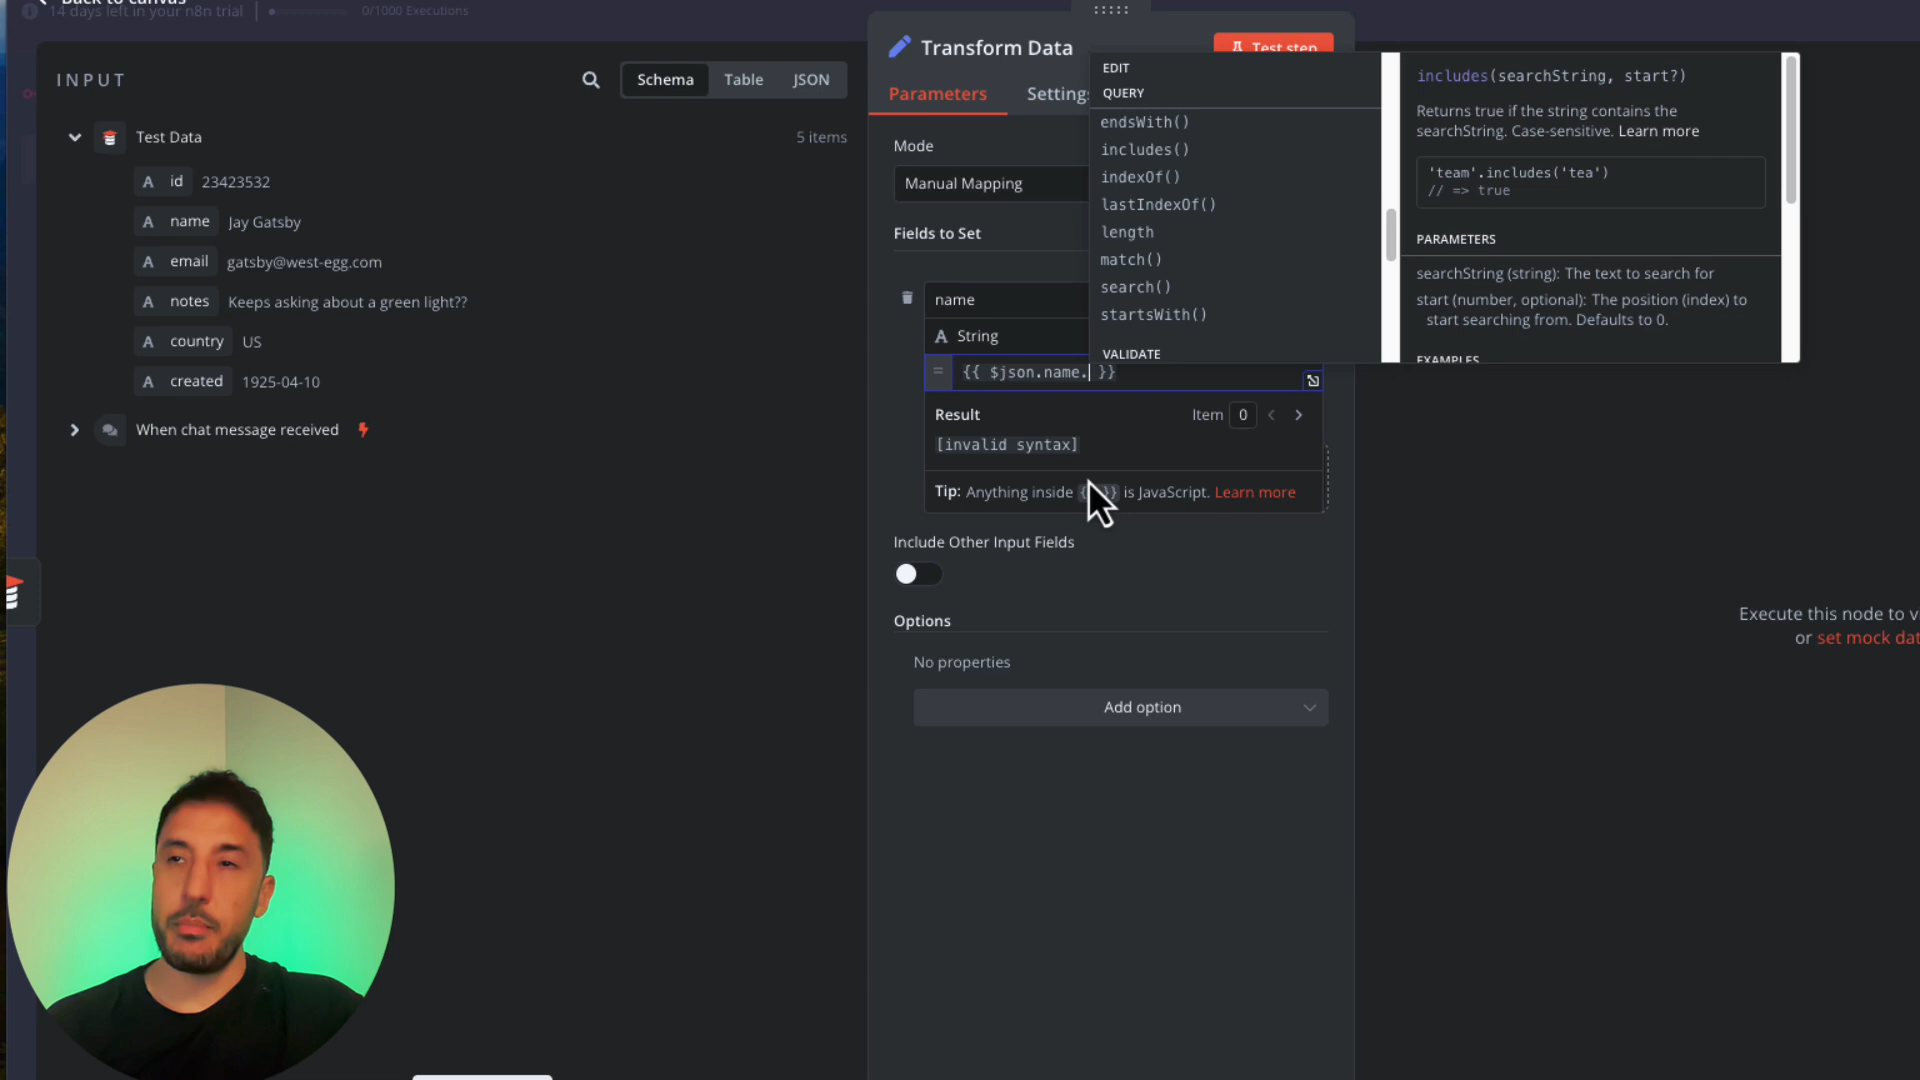 Back to canvas
14 days left in your n8n trial
0/1000 Executions
INPUT
Schema
Table
JSON
Test Data
5 items
A id 23423532
A name Jay Gatsby
A email gatsby@west-egg.com
A notes Keeps asking about a green light??
A country US
A created 1925-04-10
When chat message received
Transform Data
Test step
Parameters
Settings
Mode
Manual Mapping
Fields to Set
name
A String
= {{ $json.name. }}
Result
Item 0
[invalid syntax]
Tip: Anything inside {{ }} is JavaScript. Learn more
Include Other Input Fields
Options
No properties
Add option
EDIT
QUERY
endsWith()
includes()
indexOf()
lastIndexOf()
length
match()
search()
startsWith()
VALIDATE
includes(searchString, start?)
Returns true if the string contains the
searchString. Case-sensitive. Learn more
'team'.includes('tea')
// => true
PARAMETERS
searchString (string): The text to search for
start (number, optional): The position (index) to
start searching from. Defaults to 0.
EXAMPLES
Execute this node to v
or set mock dat